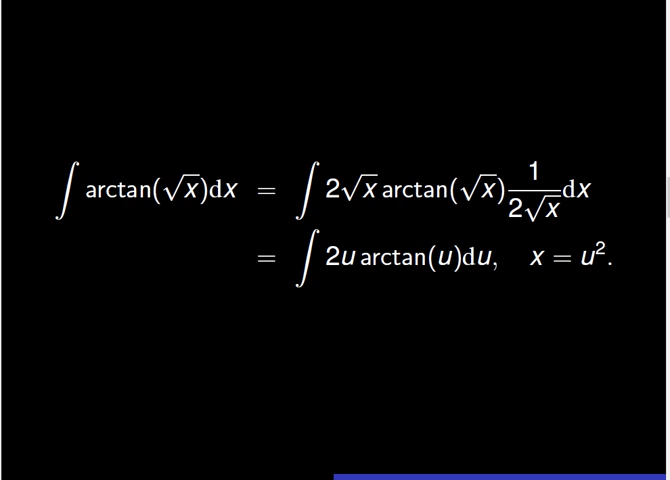 ∫ arctan(√x)dx = ∫ 2√x arctan(√x) 1/(2√x) dx
= ∫ 2u arctan(u)du, x = u².